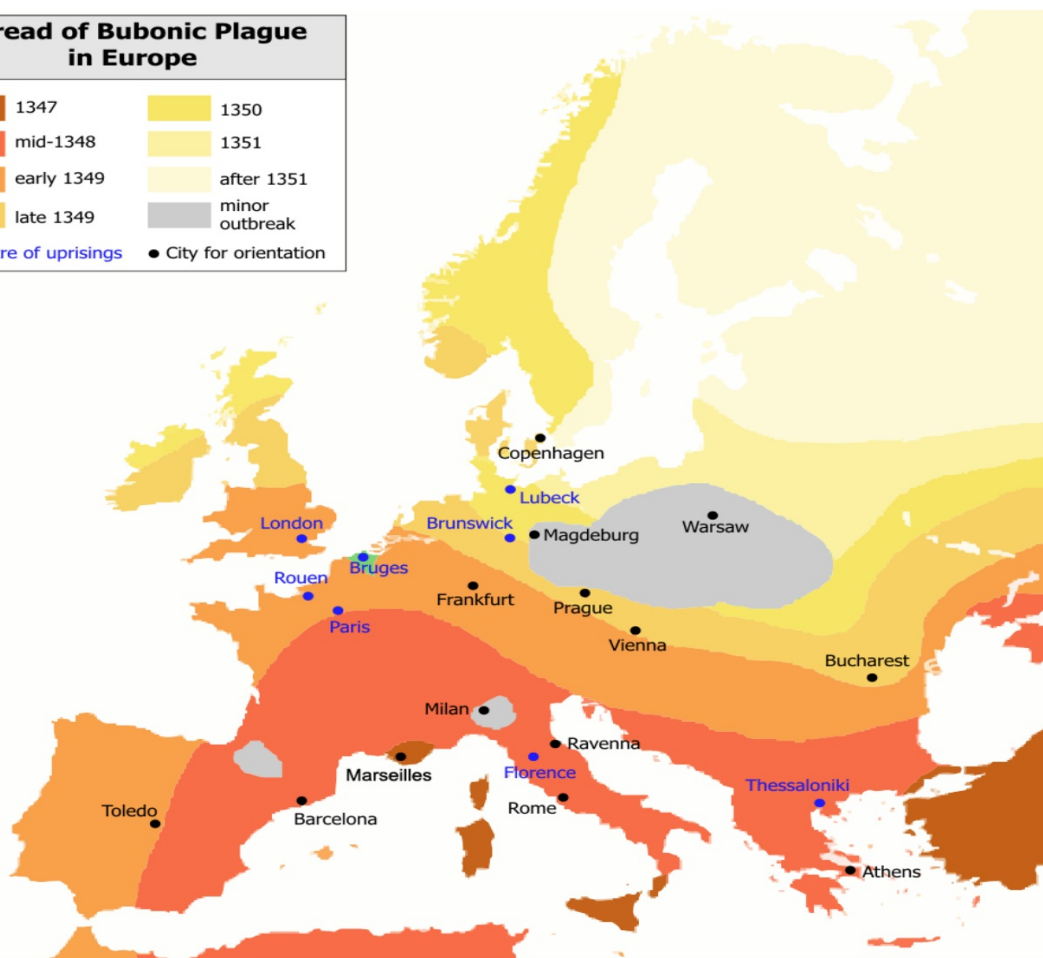 read of Bubonic Plague
in Europe
1347
1350
mid-1348
1351
early 1349
after 1351
late 1349
minor
outbreak
re of uprisings
City for orientation
Copenhagen
Lubeck
Brunswick
Magdeburg
Warsaw
London
Bruges
Rouen
Frankfurt
Prague
Paris
Vienna
Bucharest
Milan
Ravenna
Marseilles
Florence
Thessaloniki
Rome
Toledo
Barcelona
Athens